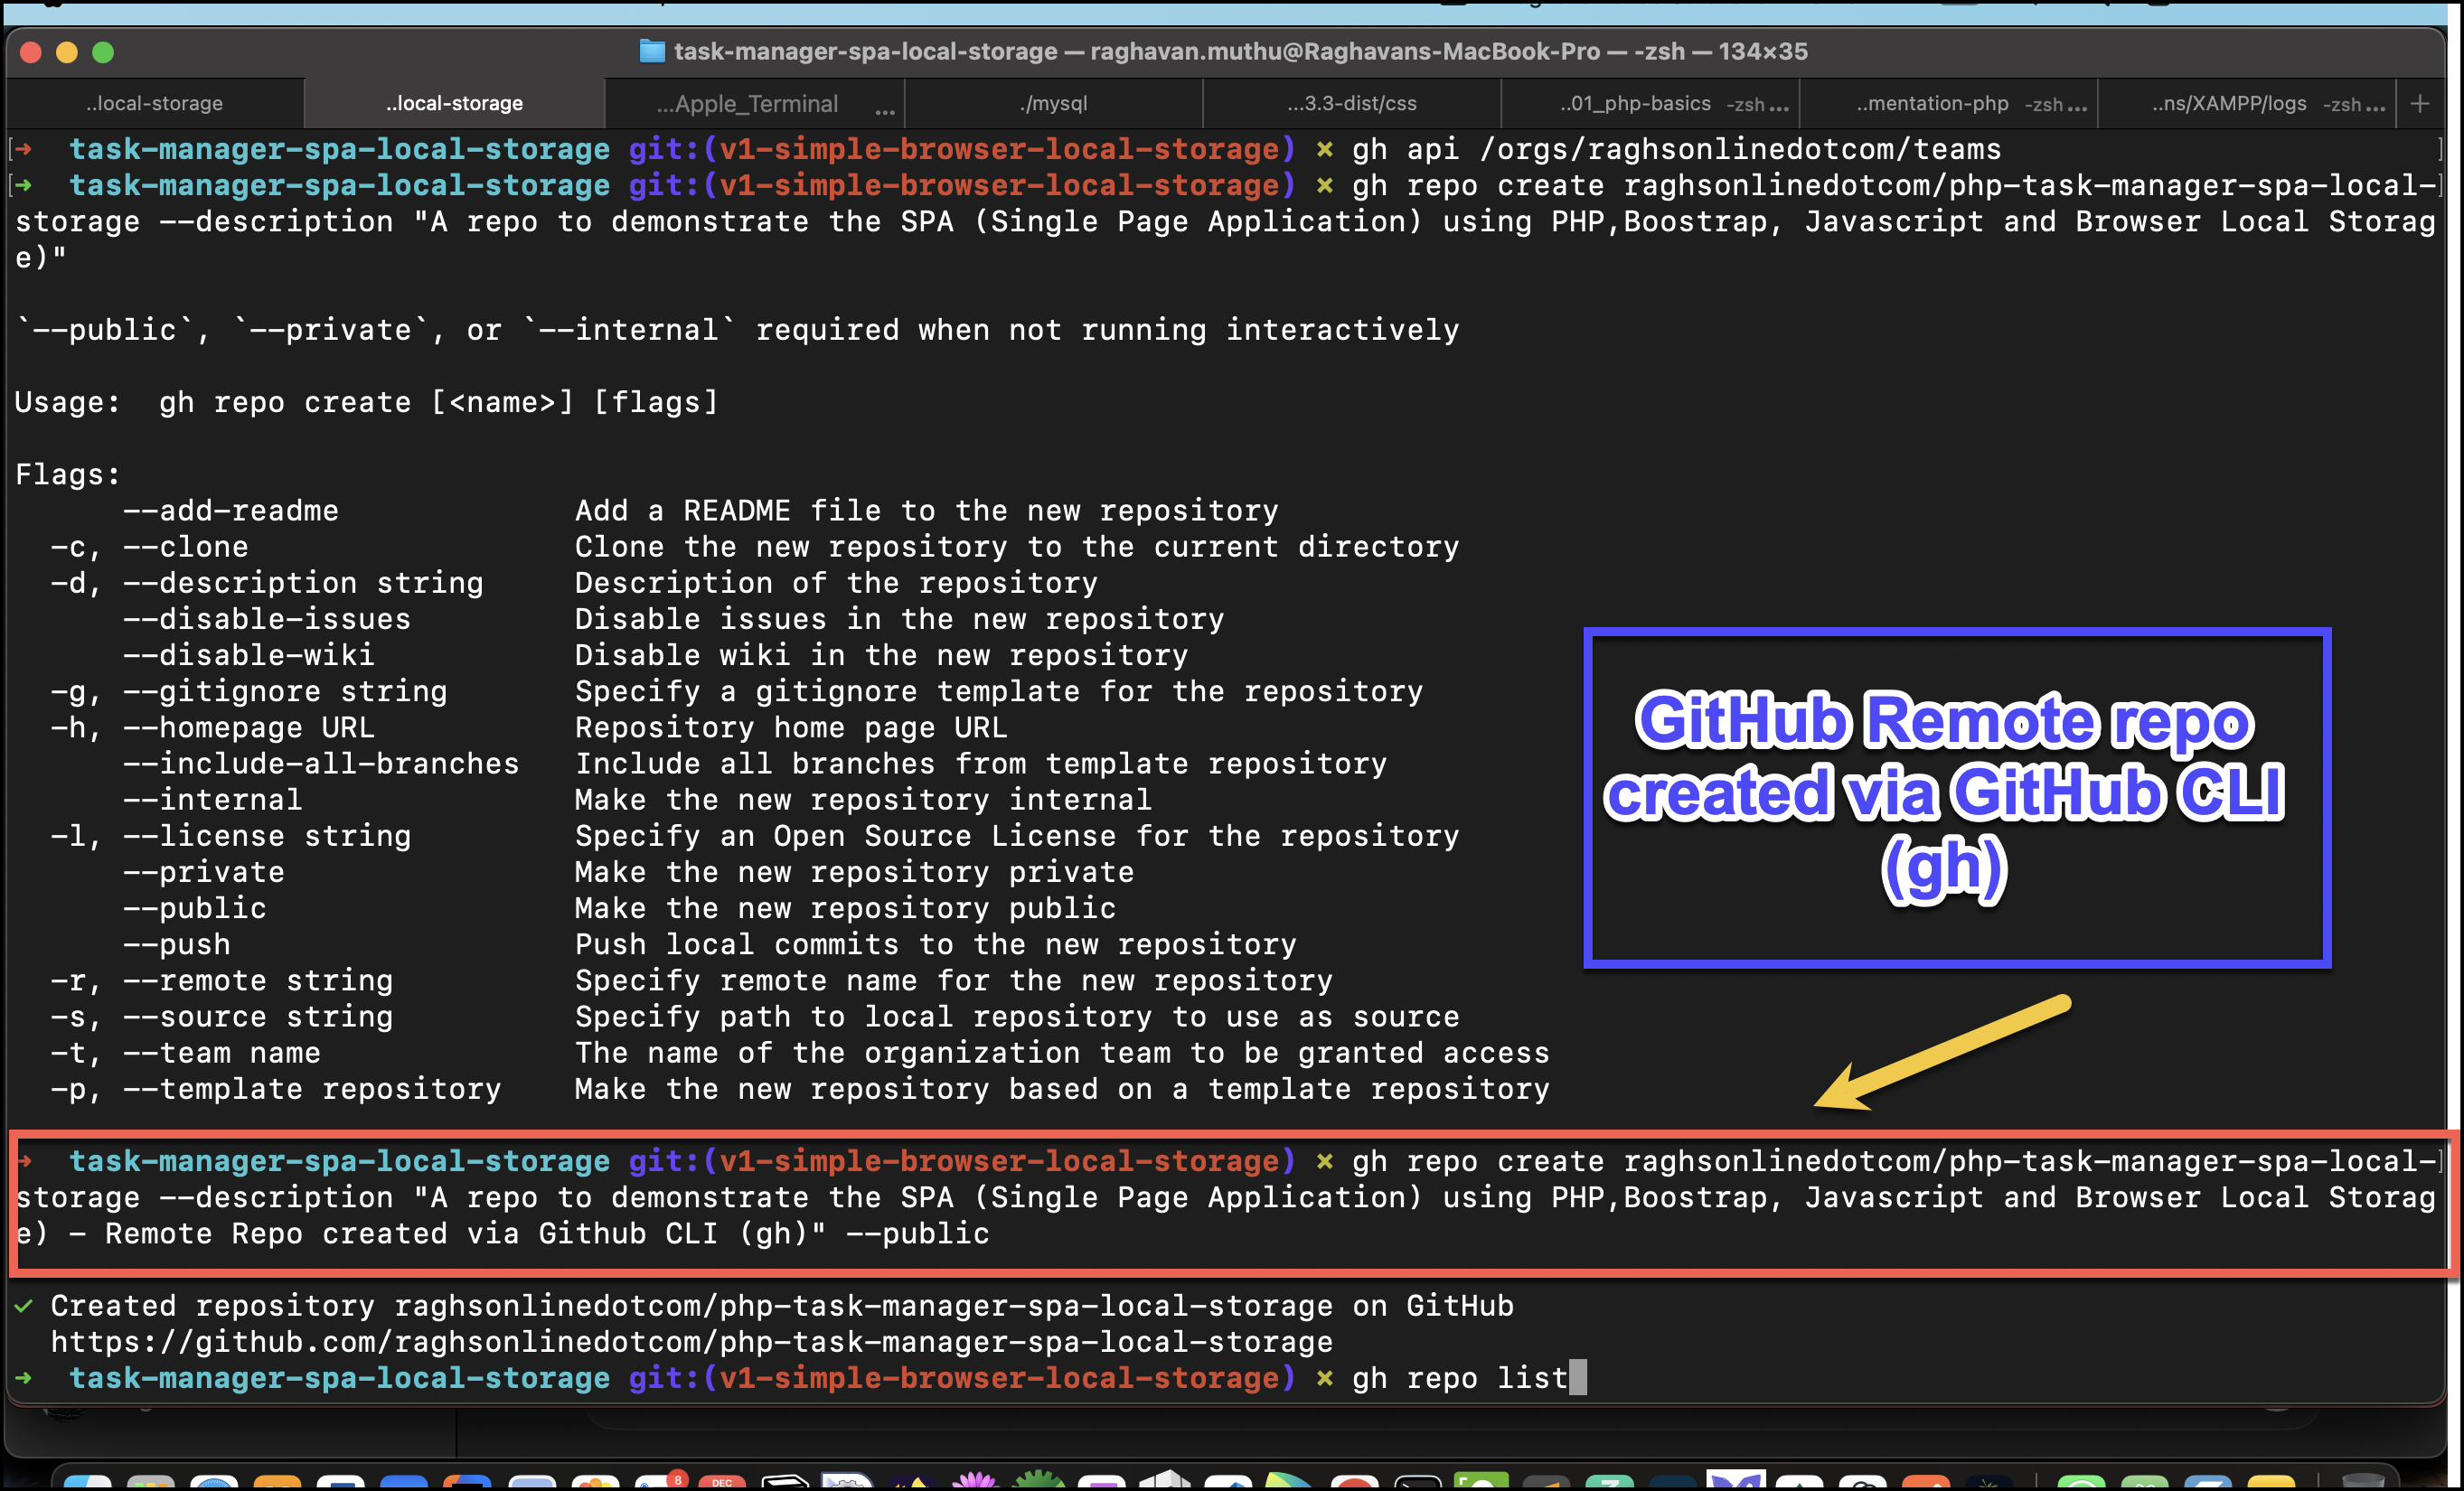 task-manager-spa-local-storage — raghavan.muthu@Raghavans-MacBook-Pro — -zsh — 134×35
..local-storage ..local-storage ...Apple_Terminal ... ./mysql ...3.3-dist/css ..01_php-basics -zsh... ..mentation-php -zsh... ..ns/XAMPP/logs -zsh... +
[➜ task-manager-spa-local-storage git:(v1-simple-browser-local-storage) ✗ gh api /orgs/raghsonlinedotcom/teams ]
[➜ task-manager-spa-local-storage git:(v1-simple-browser-local-storage) ✗ gh repo create raghsonlinedotcom/php-task-manager-spa-local-]
storage --description "A repo to demonstrate the SPA (Single Page Application) using PHP,Boostrap, Javascript and Browser Local Storag
e)"
`--public`, `--private`, or `--internal` required when not running interactively
Usage:  gh repo create [<name>] [flags]
Flags:
--add-readme Add a README file to the new repository
-c, --clone Clone the new repository to the current directory
-d, --description string Description of the repository
--disable-issues Disable issues in the new repository
--disable-wiki Disable wiki in the new repository
-g, --gitignore string Specify a gitignore template for the repository
-h, --homepage URL Repository home page URL
--include-all-branches Include all branches from template repository
--internal Make the new repository internal
-l, --license string Specify an Open Source License for the repository
--private Make the new repository private
--public Make the new repository public
--push Push local commits to the new repository
-r, --remote string Specify remote name for the new repository
-s, --source string Specify path to local repository to use as source
-t, --team name The name of the organization team to be granted access
-p, --template repository Make the new repository based on a template repository
GitHub Remote repo
created via GitHub CLI
(gh)
➜ task-manager-spa-local-storage git:(v1-simple-browser-local-storage) ✗ gh repo create raghsonlinedotcom/php-task-manager-spa-local-]
storage --description "A repo to demonstrate the SPA (Single Page Application) using PHP,Boostrap, Javascript and Browser Local Storag
e) - Remote Repo created via Github CLI (gh)" --public
✓ Created repository raghsonlinedotcom/php-task-manager-spa-local-storage on GitHub
https://github.com/raghsonlinedotcom/php-task-manager-spa-local-storage
➜ task-manager-spa-local-storage git:(v1-simple-browser-local-storage) ✗ gh repo list
8
DEC